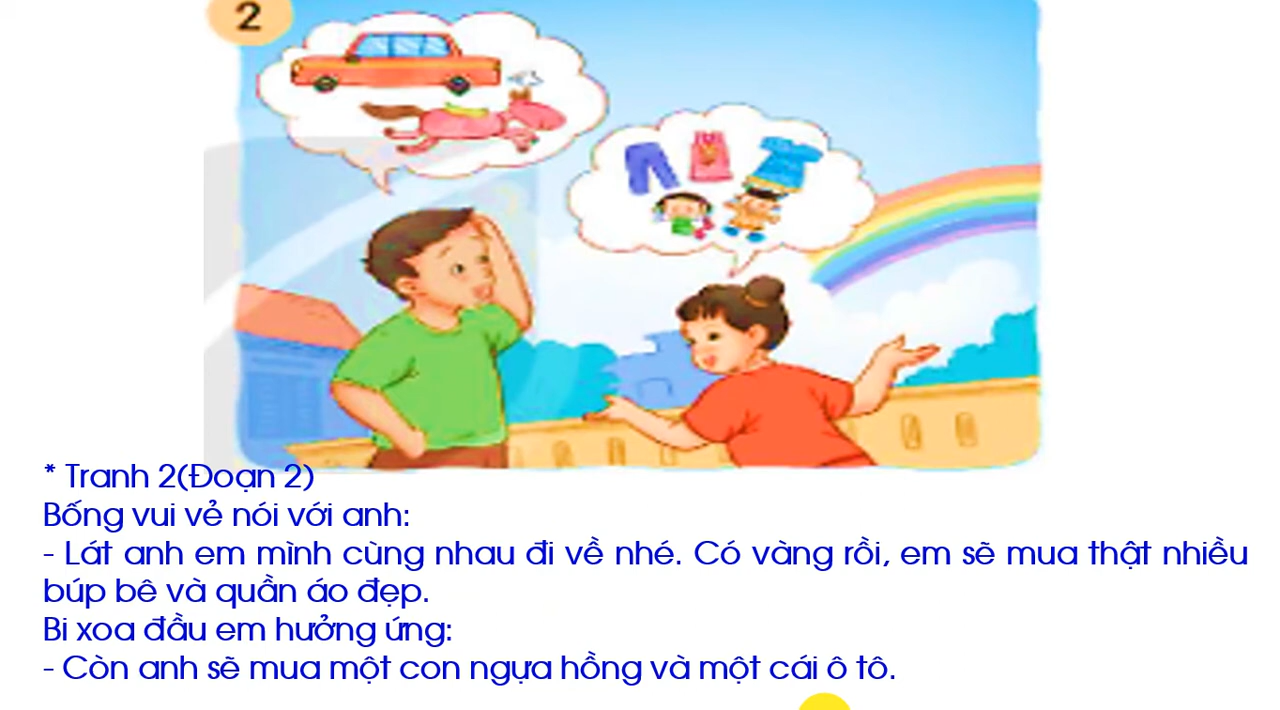 2
* Tranh 2(Đoạn 2)
Bống vui vẻ nói với anh:
- Lát anh em mình cùng nhau đi về nhé. Có vàng rồi, em sẽ mua thật nhiều
búp bê và quần áo đẹp.
Bi xoa đầu em hưởng ứng:
- Còn anh sẽ mua một con ngựa hồng và một cái ô tô.